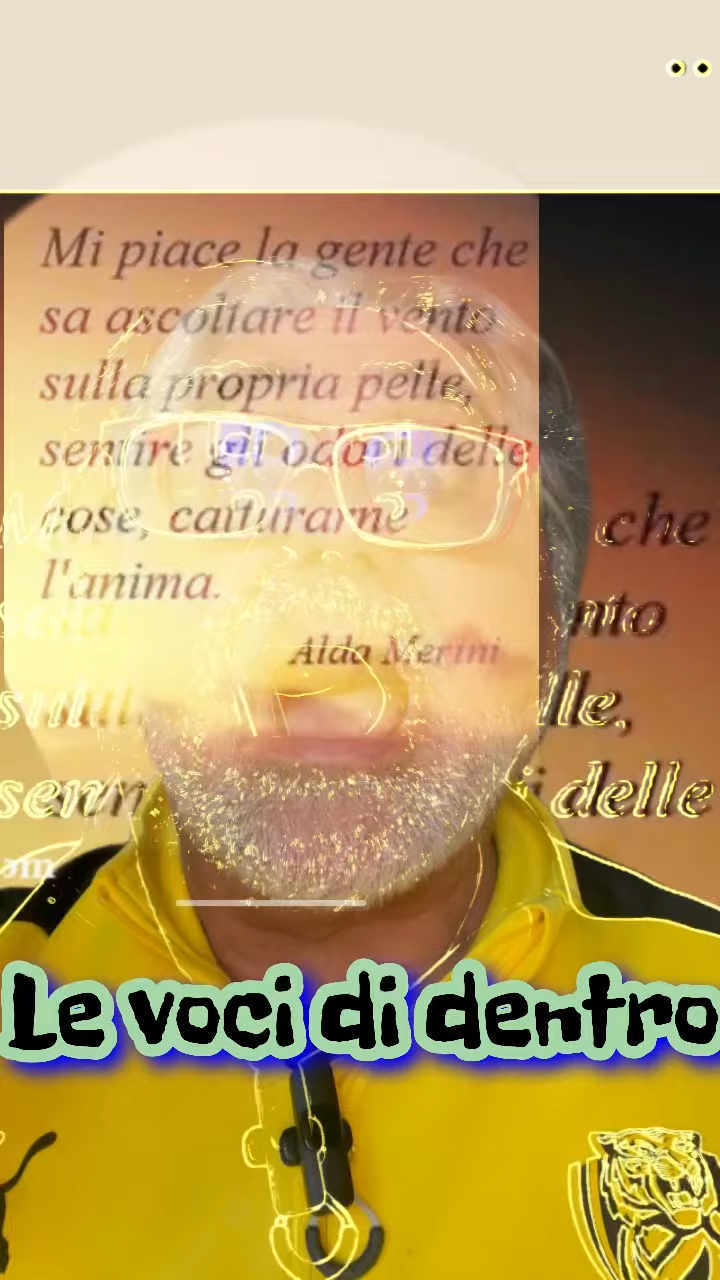 Mi piace la gente che
sa ascoltare il vento
sulla propria pelle,
sentire gli odori delle
cose, catturarne
l'anima.
Alda Merini
che
delle
Le voci di dentro